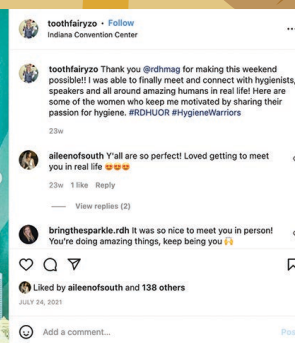 toothfairyzo • Follow
Indiana Convention Center
toothfairyzo Thank you @rdhmag for making this weekend
possible!! I was able to finally meet and connect with hygienists,
speakers and all around amazing humans in real life! Here are
some of the women who keep me motivated by sharing their
passion for hygiene. #RDHUOR #HygieneWarriors
23w
aileenofsouth Y'all are so perfect! Loved getting to meet
you in real life 😍😍😍
23w 1 like Reply
View replies (2)
bringthesparkle.rdh It was so nice to meet you in person!
You're doing amazing things, keep being you 🙌
Liked by aileenofsouth and 138 others
JULY 24, 2021
Add a comment...
Pos